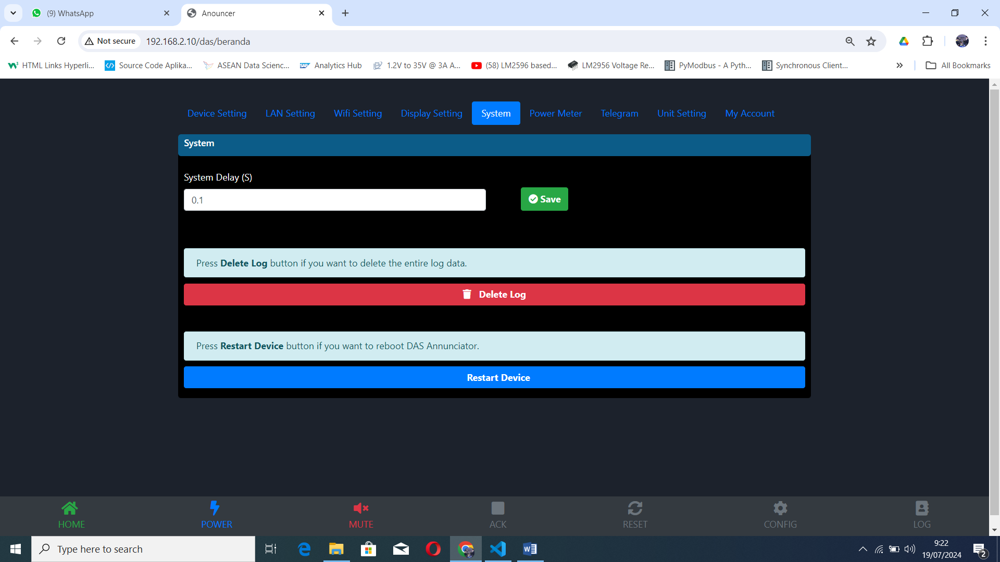 (9) WhatsApp
Anouncer
Not secure
192.168.2.10/das/beranda
HTML Links Hyperli...
Source Code Aplika...
ASEAN Data Scienc...
Analytics Hub
1.2V to 35V @ 3A A...
(58) LM2596 based...
LM2956 Voltage Re...
PyModbus - A Pyth...
Synchronous Client...
All Bookmarks
Device Setting
LAN Setting
Wifi Setting
Display Setting
System
Power Meter
Telegram
Unit Setting
My Account
System
System Delay (S)
0.1
Save
Press Delete Log button if you want to delete the entire log data.
Delete Log
Press Restart Device button if you want to reboot DAS Annunciator.
Restart Device
HOME
POWER
MUTE
ACK
RESET
CONFIG
LOG
Type here to search
9:22
19/07/2024
2